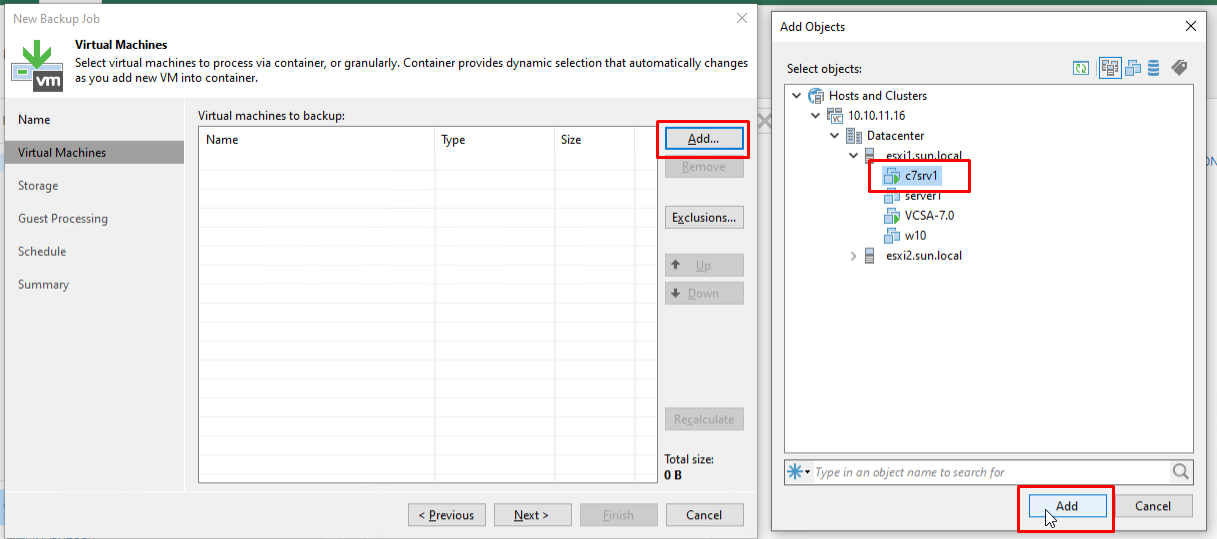 New Backup Job
Virtual Machines
Select virtual machines to process via container, or granularly. Container provides dynamic selection that automatically changes
as you add new VM into container.
vm
Name
Virtual Machines
Storage
Guest Processing
Schedule
Summary
Virtual machines to backup:
Name Type Size
Add...
Remove
Exclusions...
Up
Down
Recalculate
Total size:
0 B
< Previous Next > Finish Cancel
Add Objects
Select objects:
Hosts and Clusters
VC 10.10.11.16
Datacenter
esxi1.sun.local
c7srv1
server1
VCSA-7.0
w10
esxi2.sun.local
Type in an object name to search for
Add Cancel
ON